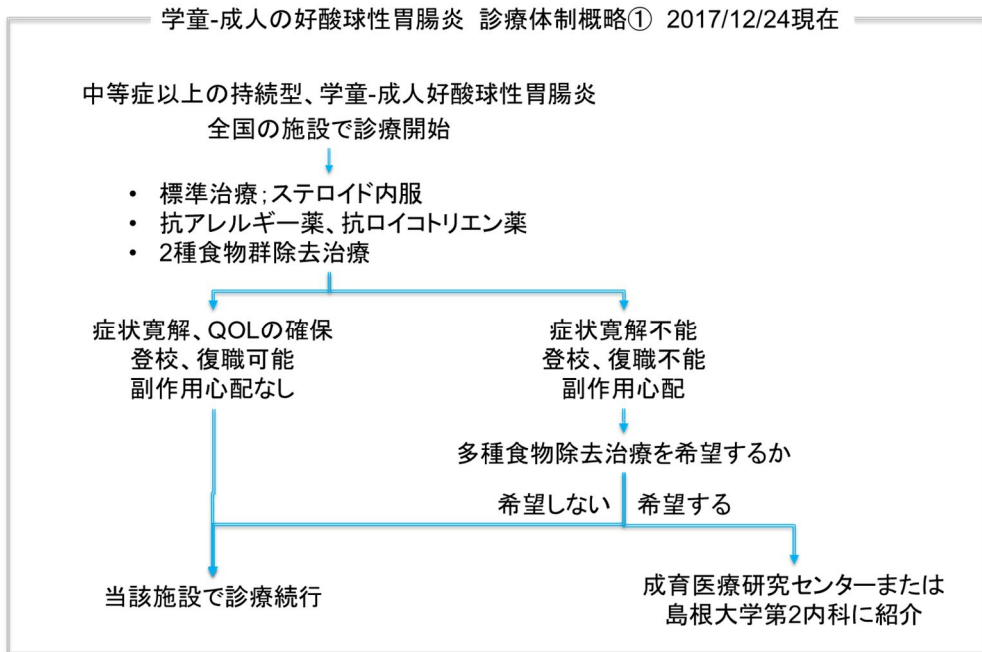 学童-成人の好酸球性胃腸炎 診療体制概略① 2017/12/24現在
中等症以上の持続型、学童-成人好酸球性胃腸炎
全国の施設で診療開始
• 標準治療;ステロイド内服
• 抗アレルギー薬、抗ロイコトリエン薬
• 2種食物群除去治療
症状寛解、QOLの確保
登校、復職可能
副作用心配なし
症状寛解不能
登校、復職不能
副作用心配
多種食物除去治療を希望するか
希望しない
希望する
当該施設で診療続行
成育医療研究センターまたは
島根大学第2内科に紹介